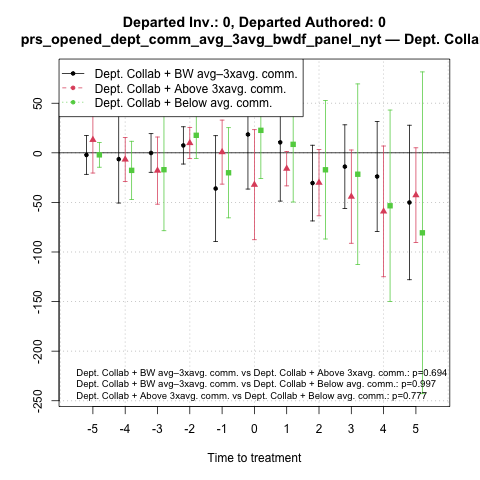 Departed Inv.: 0, Departed Authored: 0
prs_opened_dept_comm_avg_3avg_bwdf_panel_nyt — Dept. Colla
Dept. Collab + BW avg–3xavg. comm.
Dept. Collab + Above 3xavg. comm.
Dept. Collab + Below avg. comm.
50
0
-50
-100
-150
-200
-250
Dept. Collab + BW avg–3xavg. comm. vs Dept. Collab + Above 3xavg. comm.: p=0.694
Dept. Collab + BW avg–3xavg. comm. vs Dept. Collab + Below avg. comm.: p=0.997
Dept. Collab + Above 3xavg. comm. vs Dept. Collab + Below avg. comm.: p=0.777
-5 -4 -3 -2 -1 0 1 2 3 4 5
Time to treatment